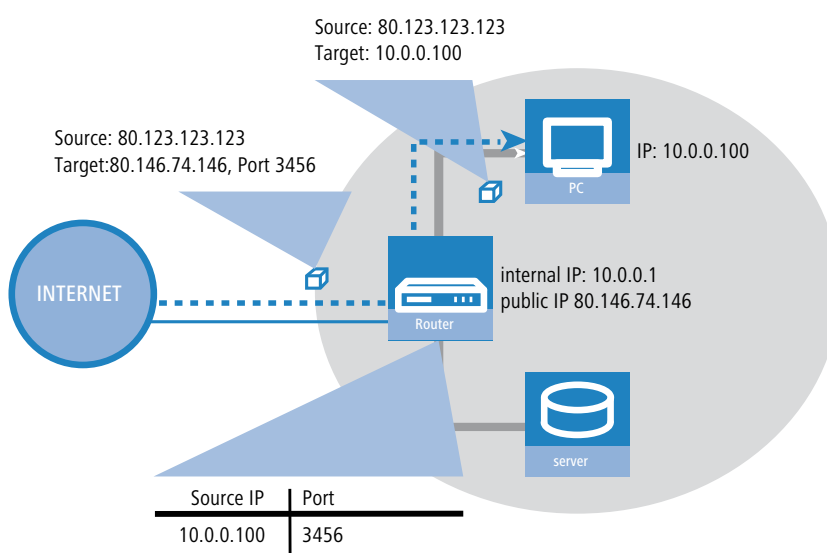 Source: 80.123.123.123
Target: 10.0.0.100
Source: 80.123.123.123
Target:80.146.74.146, Port 3456
IP: 10.0.0.100
PC
INTERNET
internal IP: 10.0.0.1
public IP 80.146.74.146
Router
server
Source IP Port
10.0.0.100 3456